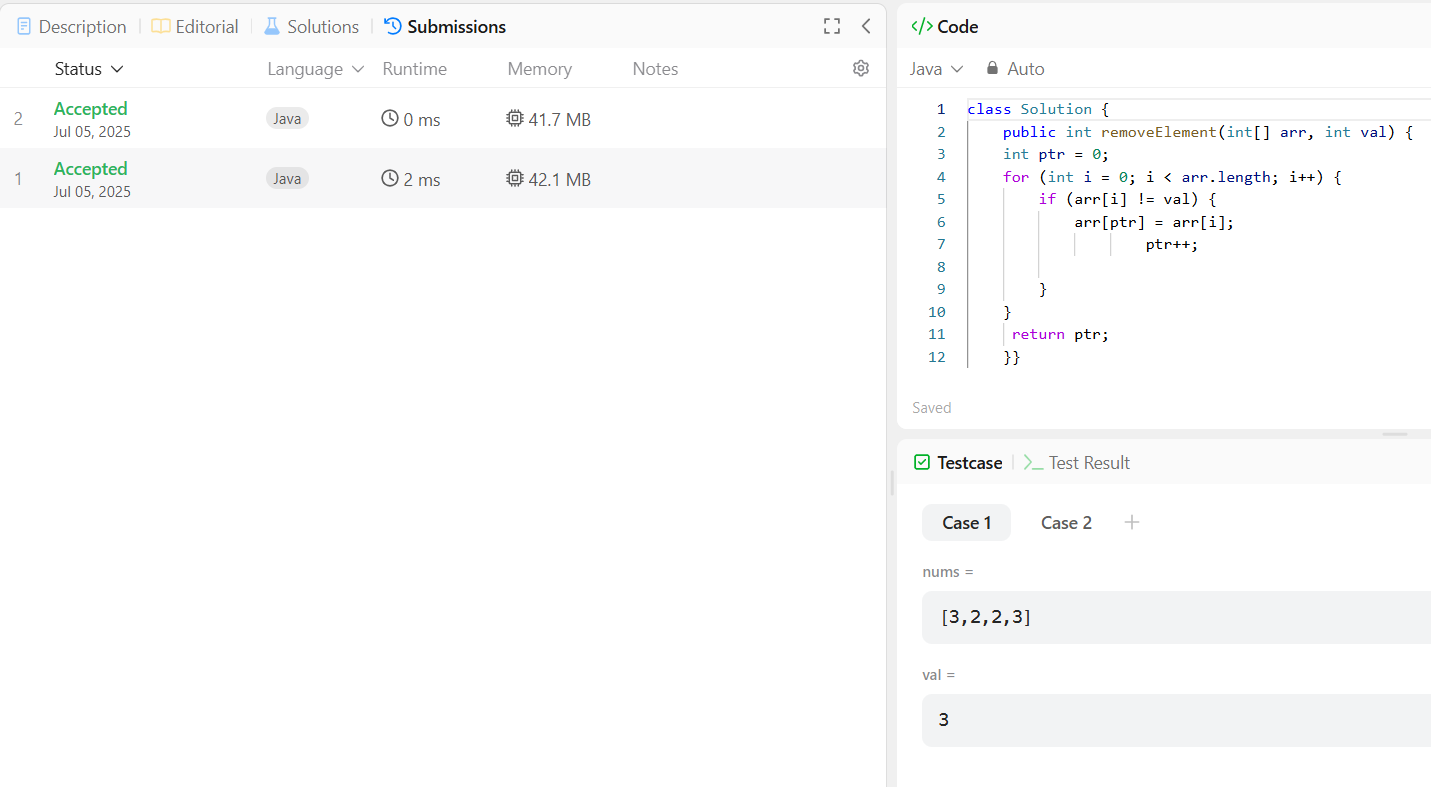 Description Editorial Solutions Submissions
Status Language Runtime Memory Notes
2 Accepted Java 0 ms 41.7 MB
Jul 05, 2025
1 Accepted Java 2 ms 42.1 MB
Jul 05, 2025
</> Code
Java Auto
1 class Solution {
2     public int removeElement(int[] arr, int val) {
3     int ptr = 0;
4     for (int i = 0; i < arr.length; i++) {
5         if (arr[i] != val) {
6             arr[ptr] = arr[i];
7                     ptr++;
8
9         }
10     }
11      return ptr;
12     }}
Saved
Testcase >_ Test Result
Case 1 Case 2 +
nums =
[3,2,2,3]
val =
3